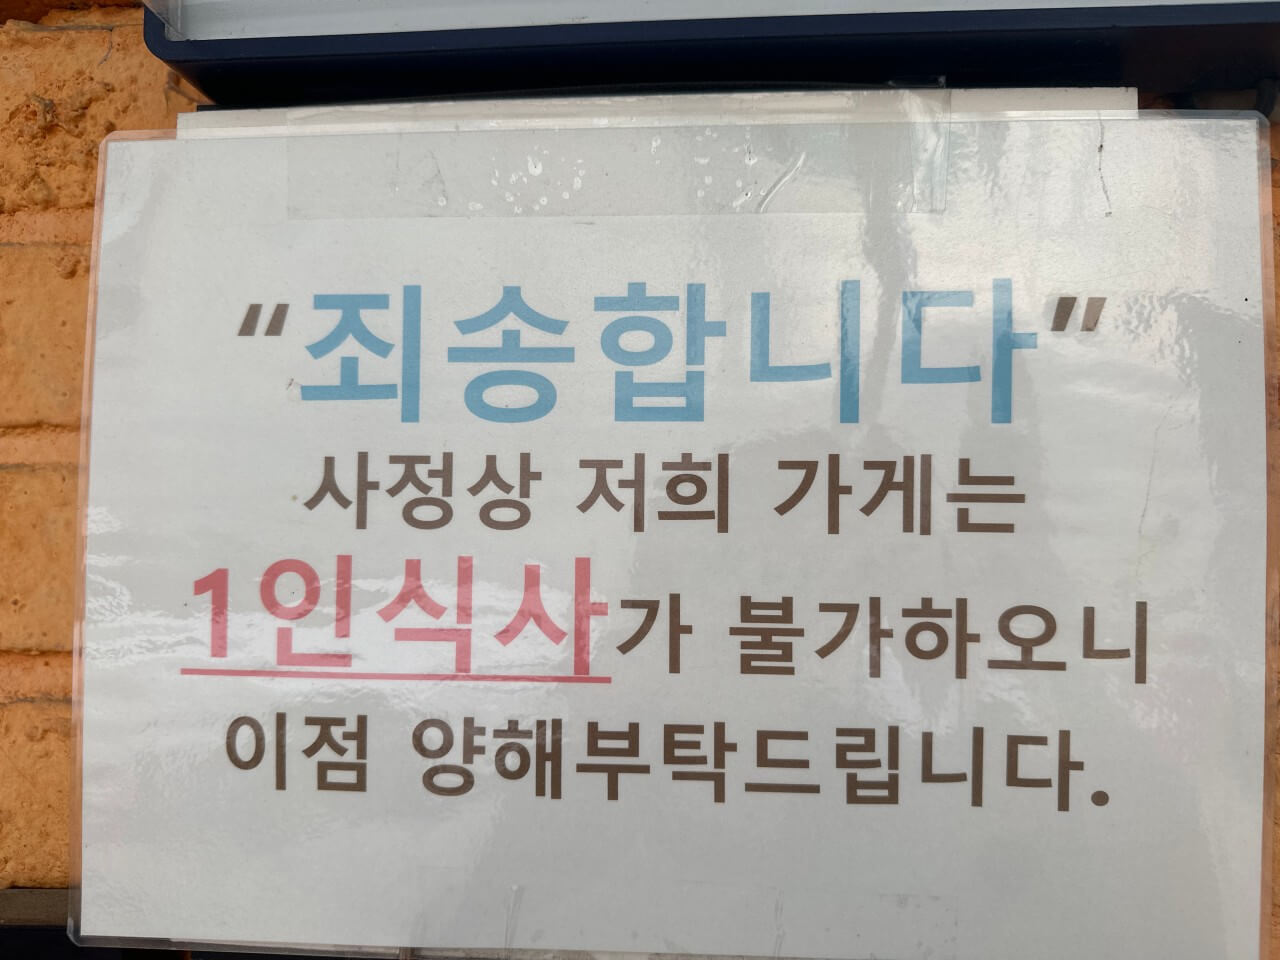 “죄송합니다”
사정상 저희 가게는
1인식사가 불가하오니
이점 양해부탁드립니다.